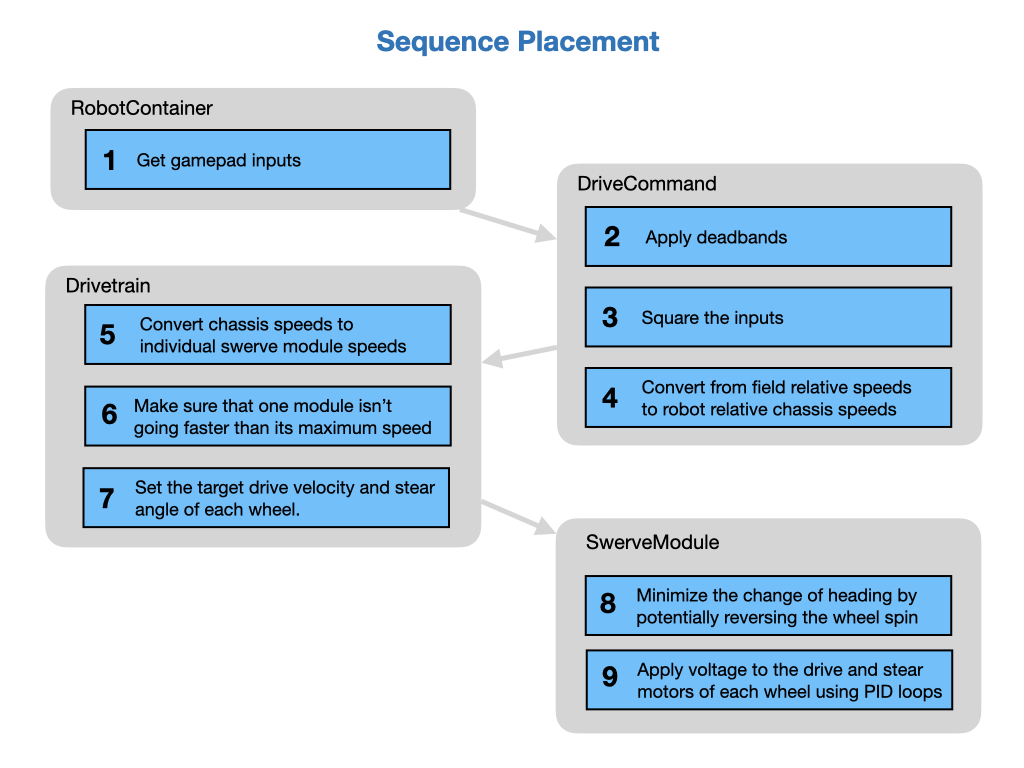 Sequence Placement
RobotContainer
1 Get gamepad inputs
DriveCommand
2 Apply deadbands
3 Square the inputs
4 Convert from field relative speeds
to robot relative chassis speeds
Drivetrain
5 Convert chassis speeds to
individual swerve module speeds
6 Make sure that one module isn't
going faster than its maximum speed
7 Set the target drive velocity and stear
angle of each wheel.
SwerveModule
8 Minimize the change of heading by
potentially reversing the wheel spin
9 Apply voltage to the drive and stear
motors of each wheel using PID loops